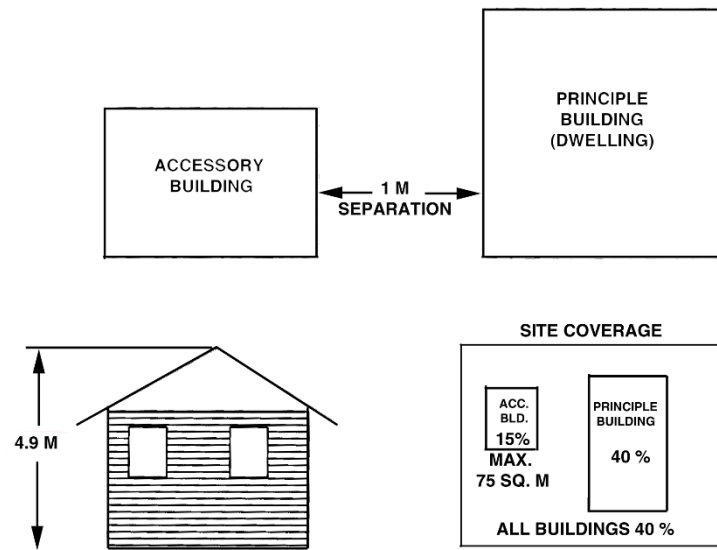 ACCESSORY
BUILDING
1 M
SEPARATION
PRINCIPLE
BUILDING
(DWELLING)
4.9 M
SITE COVERAGE
ACC.
BLD.
15%
MAX.
75 SQ. M
PRINCIPLE
BUILDING
40 %
ALL BUILDINGS 40 %